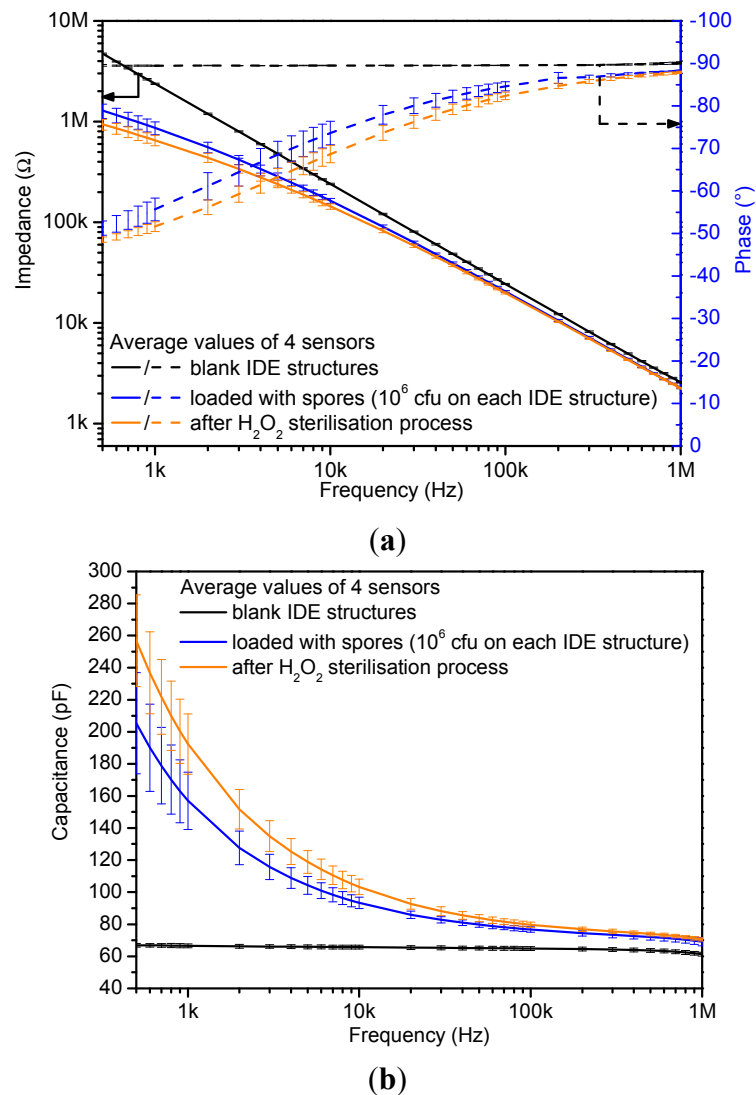 10M
1M
100k
10k
1k
Impedance (Ω)
-100
-90
-80
-70
-60
-50
-40
-30
-20
-10
0
Phase (°)
Average values of 4 sensors
blank IDE structures
loaded with spores (10⁶ cfu on each IDE structure)
after H₂O₂ sterilisation process
1k 10k 100k 1M
Frequency (Hz)
(a)
300
280
260
240
220
200
180
160
140
120
100
80
60
40
Capacitance (pF)
Average values of 4 sensors
blank IDE structures
loaded with spores (10⁶ cfu on each IDE structure)
after H₂O₂ sterilisation process
1k 10k 100k 1M
Frequency (Hz)
(b)